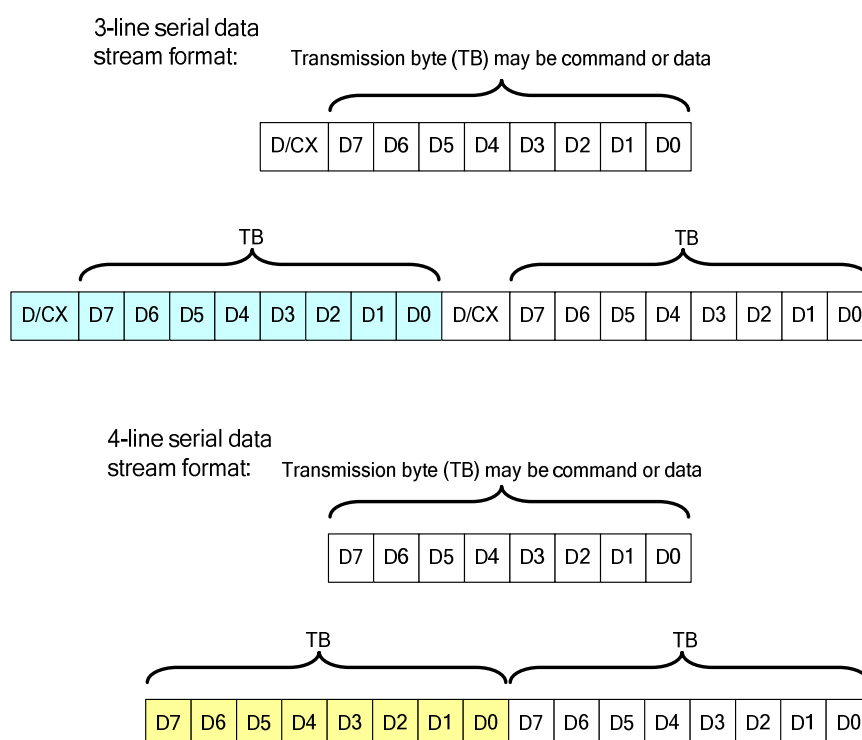 3-line serial data
stream format:
Transmission byte (TB) may be command or data
D/CX D7 D6 D5 D4 D3 D2 D1 D0
TB TB
D/CX D7 D6 D5 D4 D3 D2 D1 D0 D/CX D7 D6 D5 D4 D3 D2 D1 D0
4-line serial data
stream format:
Transmission byte (TB) may be command or data
D7 D6 D5 D4 D3 D2 D1 D0
TB TB
D7 D6 D5 D4 D3 D2 D1 D0 D7 D6 D5 D4 D3 D2 D1 D0